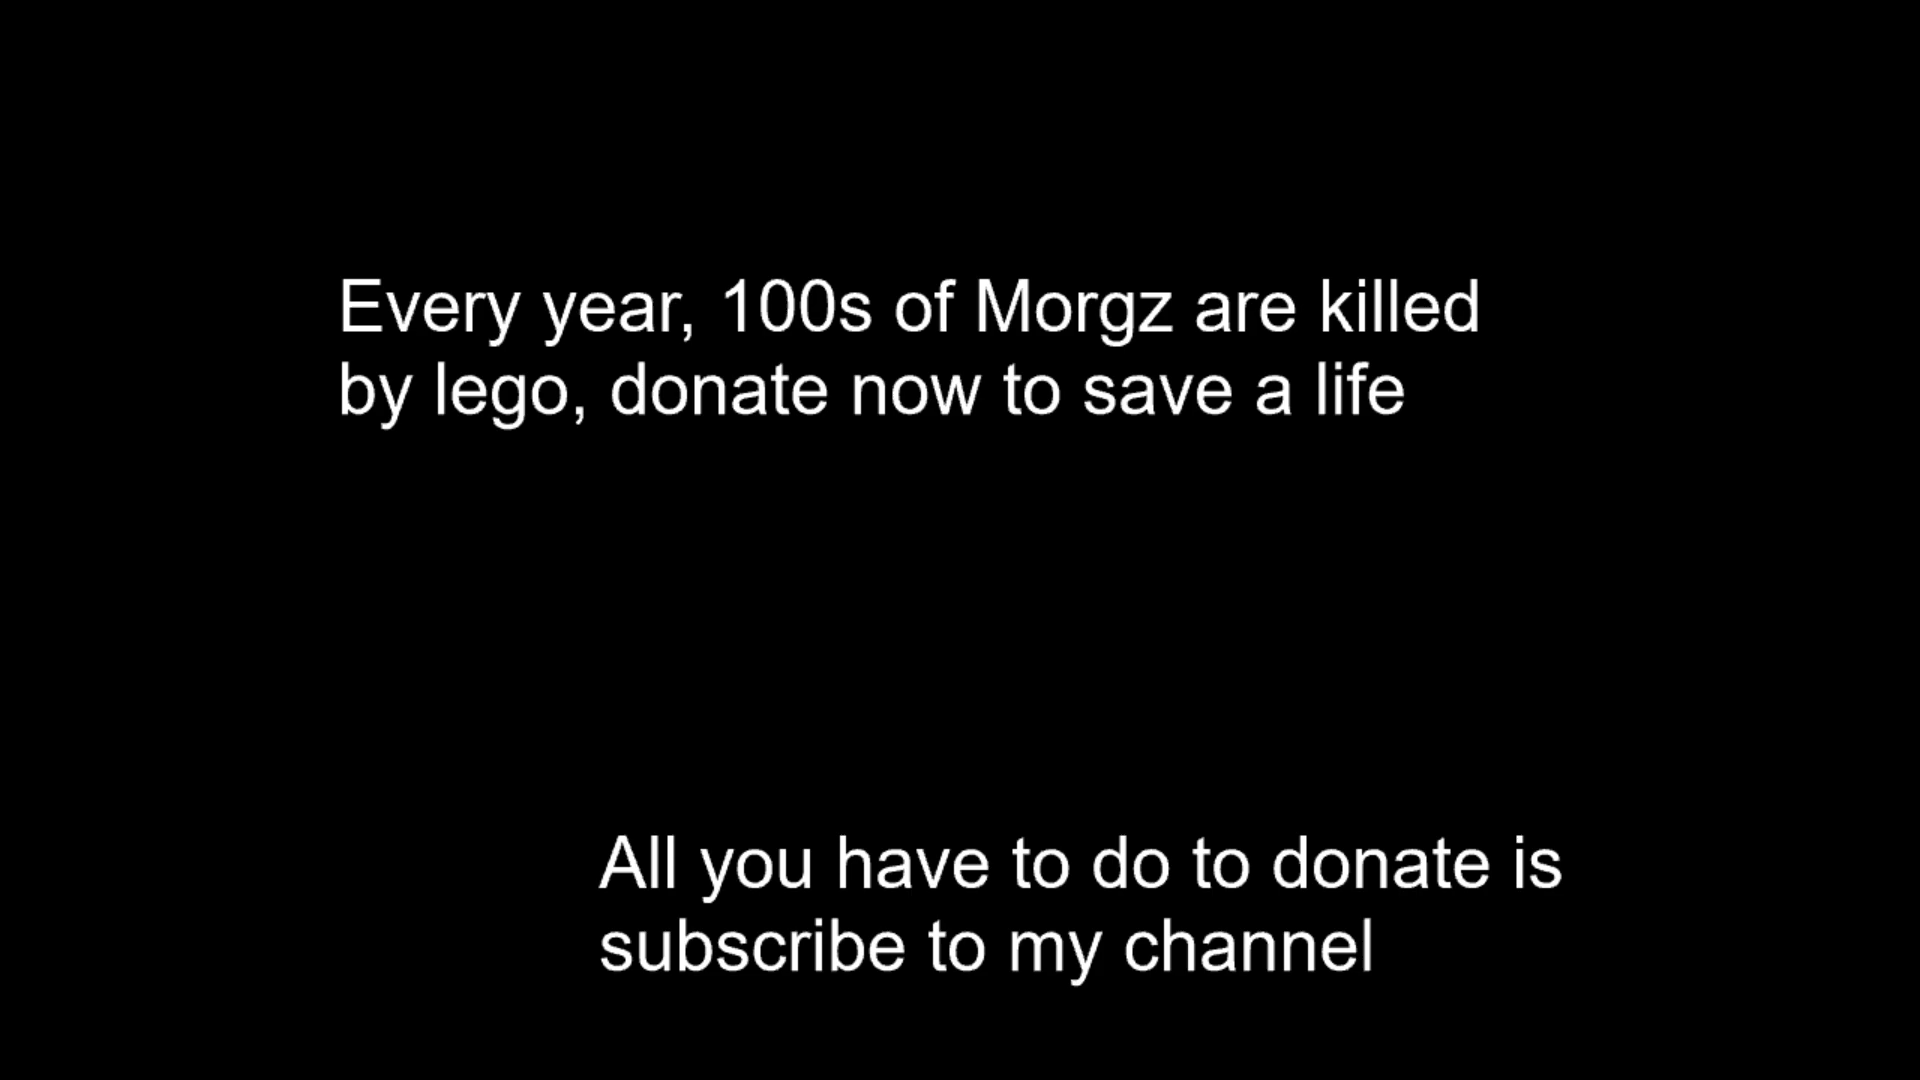 Every year, 100s of Morgz are killed
by lego, donate now to save a life
All you have to do to donate is
subscribe to my channel